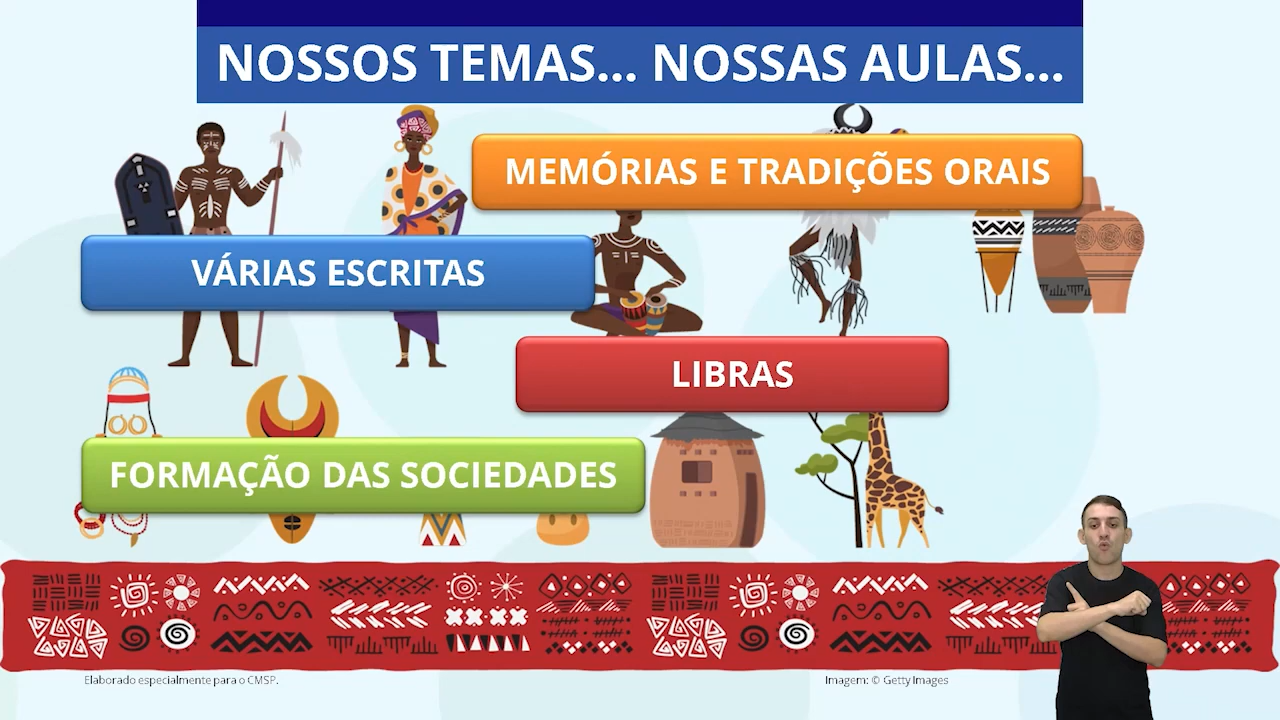 NOSSOS TEMAS... NOSSAS AULAS...
MEMÓRIAS E TRADIÇÕES ORAIS
VÁRIAS ESCRITAS
LIBRAS
FORMAÇÃO DAS SOCIEDADES
Elaborado especialmente para o CMSP.
Imagem: © Getty Images